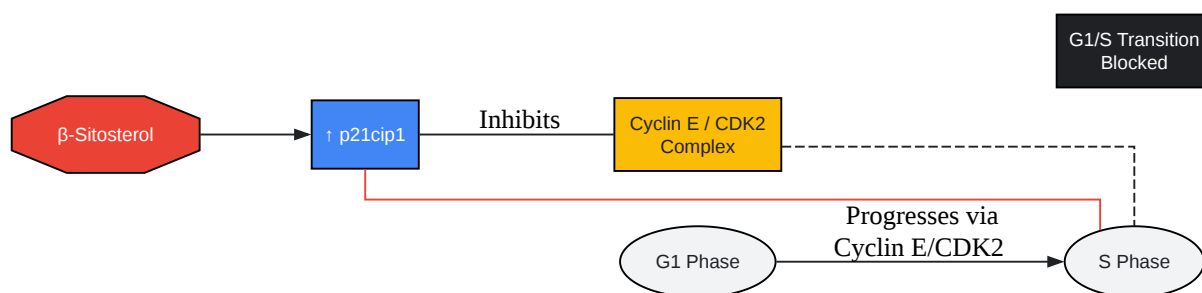 G1/S Transition
Blocked
β-Sitosterol
↑ p21cip1
Inhibits
Cyclin E / CDK2
Complex
Progresses via
Cyclin E/CDK2
G1 Phase
S Phase